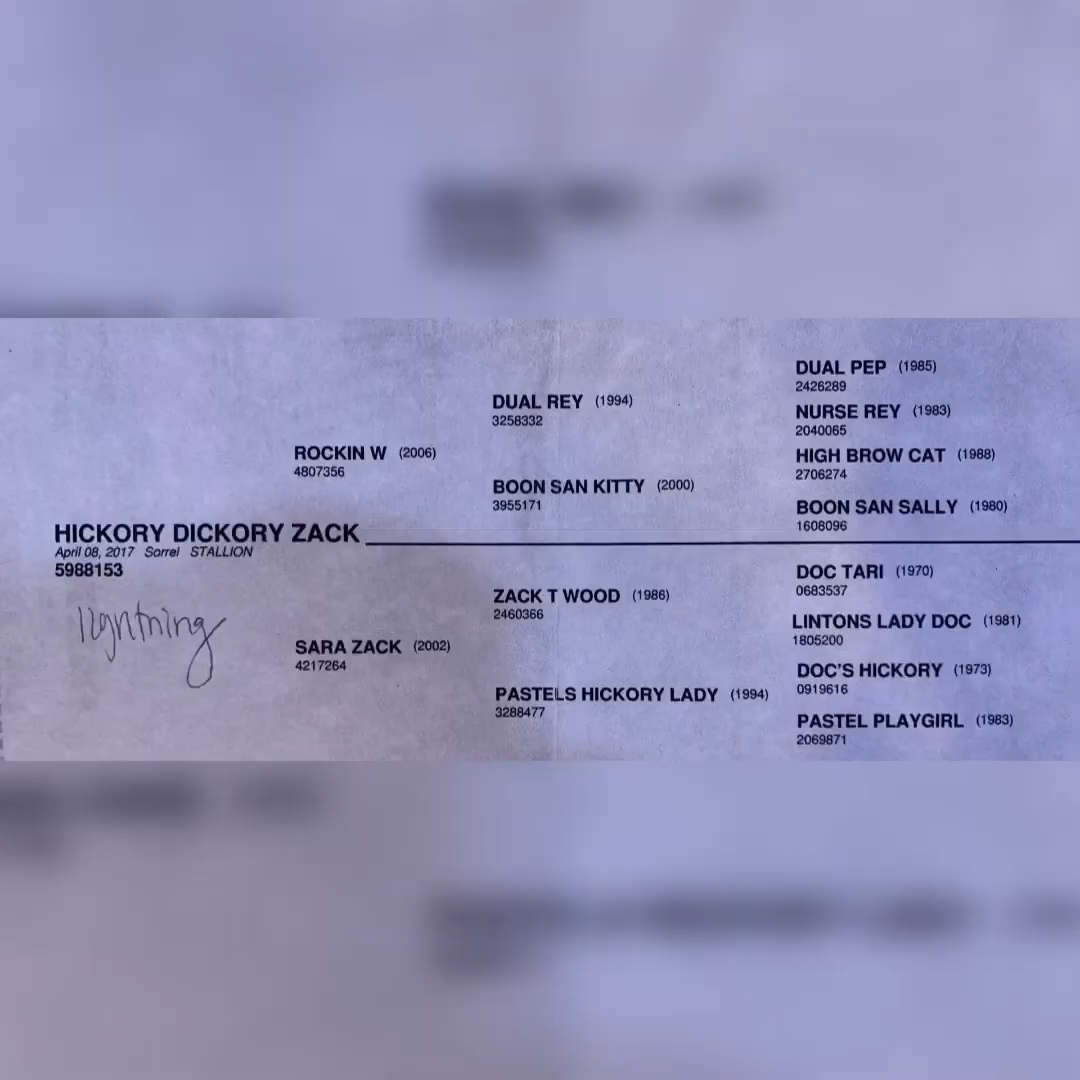 DUAL PEP (1985)
2426289
DUAL REY (1994)
3258332
NURSE REY (1983)
2040065
ROCKIN W (2006)
4807356
HIGH BROW CAT (1988)
2706274
BOON SAN KITTY (2000)
3955171
BOON SAN SALLY (1980)
1608096
HICKORY DICKORY ZACK
April 08, 2017 Sorrel STALLION
5988153
lightning
DOC TARI (1970)
0683537
ZACK T WOOD (1986)
2460366
LINTONS LADY DOC (1981)
1805200
SARA ZACK (2002)
4217264
DOC'S HICKORY (1973)
0919616
PASTELS HICKORY LADY (1994)
3288477
PASTEL PLAYGIRL (1983)
2069871